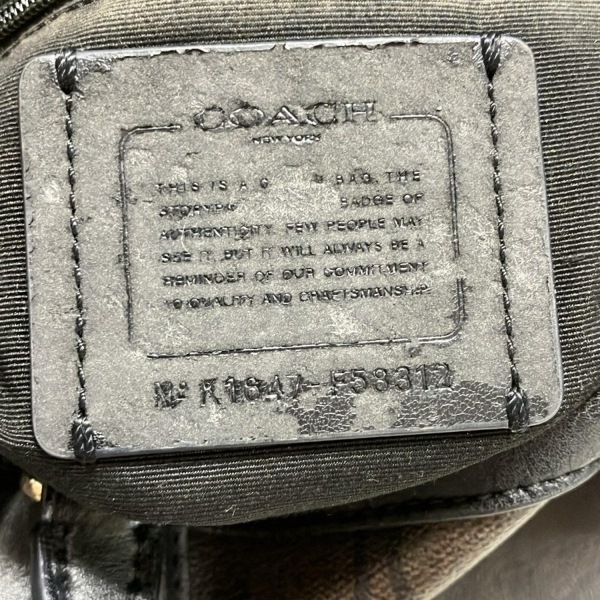 COACH
NEW YORK
THIS IS A BAG. THE
BADGE OF
AUTHENTICITY. FEW PEOPLE MAY
SEE IT, BUT IT WILL ALWAYS BE A
REMINDER OF OUR COMMITMENT
TO QUALITY AND CRAFTSMANSHIP.
Nº K1647-F58312